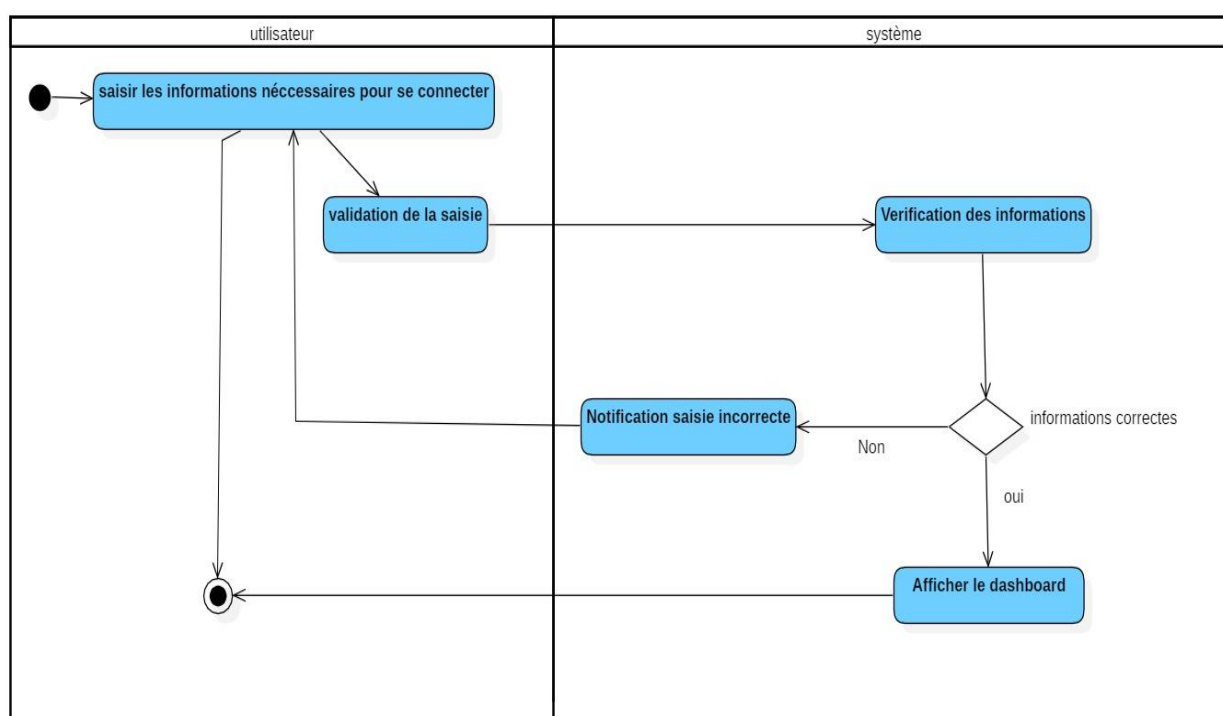 utilisateur
système
saisir les informations néccessaires pour se connecter
validation de la saisie
Verification des informations
Notification saisie incorrecte
Non
informations correctes
oui
Afficher le dashboard